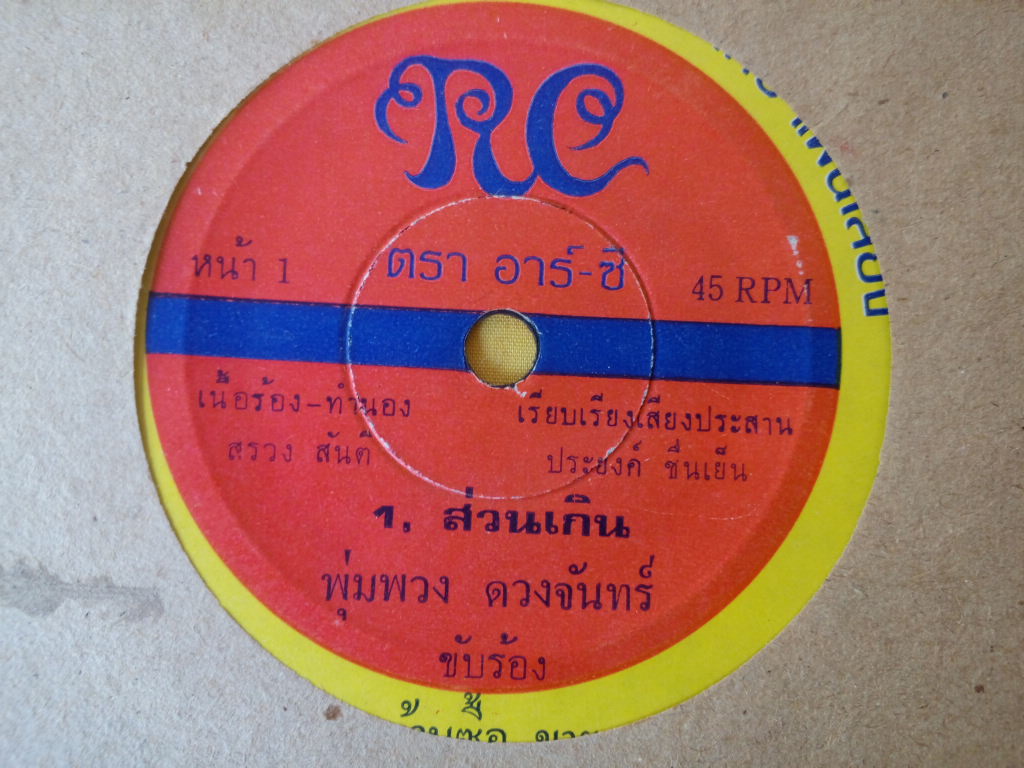 RC
ตรา อาร์-ซี
หน้า 1
45 RPM
เนื้อร้อง-ทำนอง
สรวง สันติ
เรียบเรียงเสียงประสาน
ประยงค์ ชื่นเย็น
1. ส่วนเกิน
พุ่มพวง ดวงจันทร์
ขับร้อง